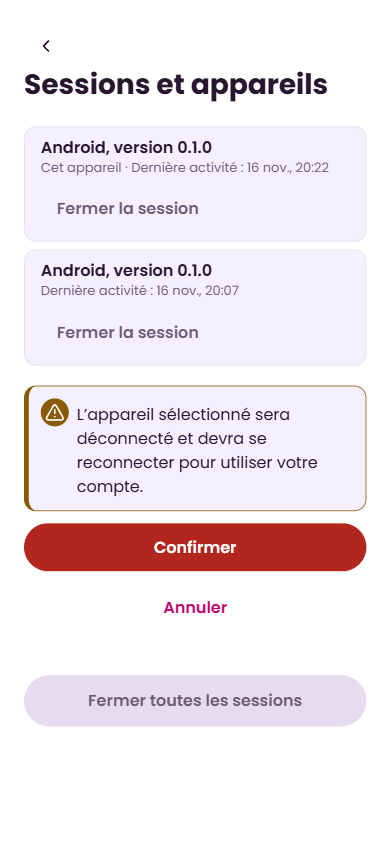 Sessions et appareils
Android, version 0.1.0
Cet appareil · Dernière activité : 16 nov., 20:22
Fermer la session
Android, version 0.1.0
Dernière activité : 16 nov., 20:07
Fermer la session
L’appareil sélectionné sera
déconnecté et devra se
reconnecter pour utiliser votre
compte.
Confirmer
Annuler
Fermer toutes les sessions